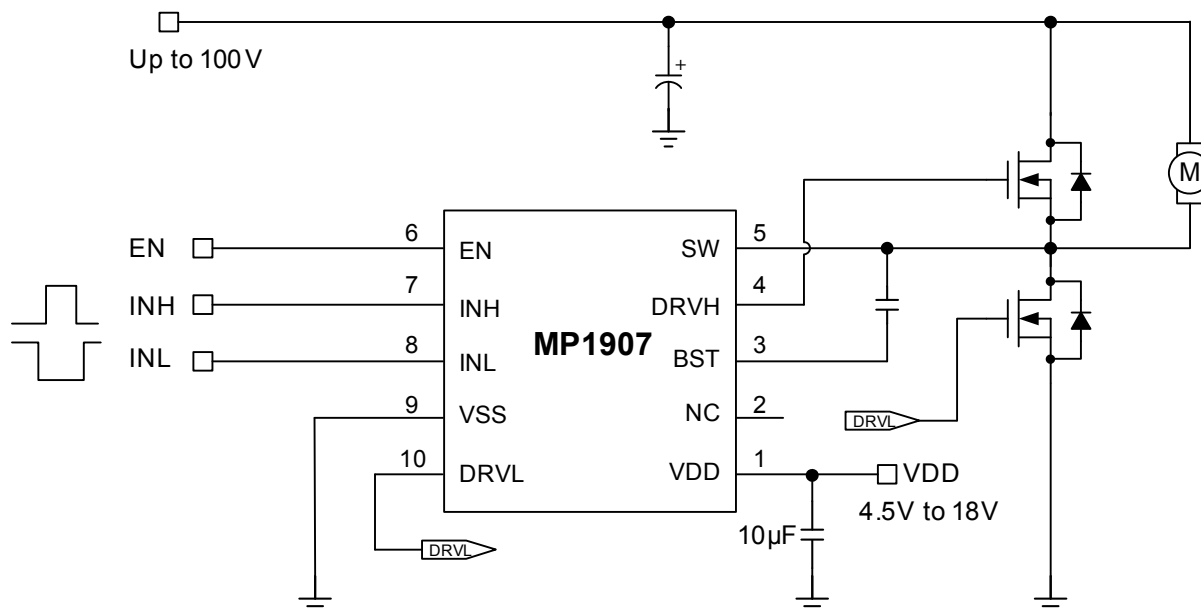 Up to 100V
+
M
EN 6 EN SW 5
INH 7 INH DRVH 4
MP1907
INL 8 INL BST 3
9 VSS NC 2
DRVL
10 DRVL VDD 1 VDD
4.5V to 18V
10µF
DRVL